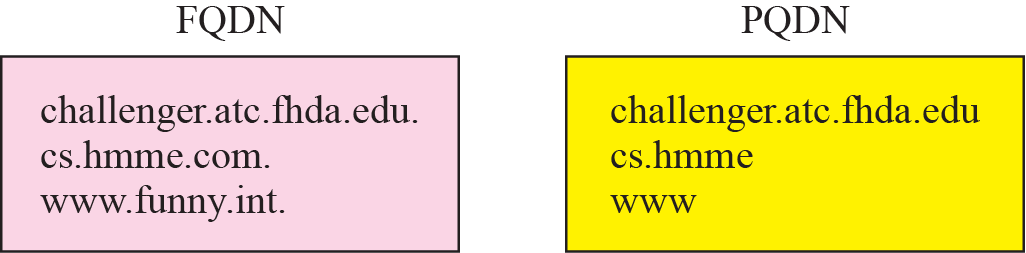 FQDN
challenger.atc.fhda.edu.
cs.hmme.com.
www.funny.int.
PQDN
challenger.atc.fhda.edu
cs.hmme
www